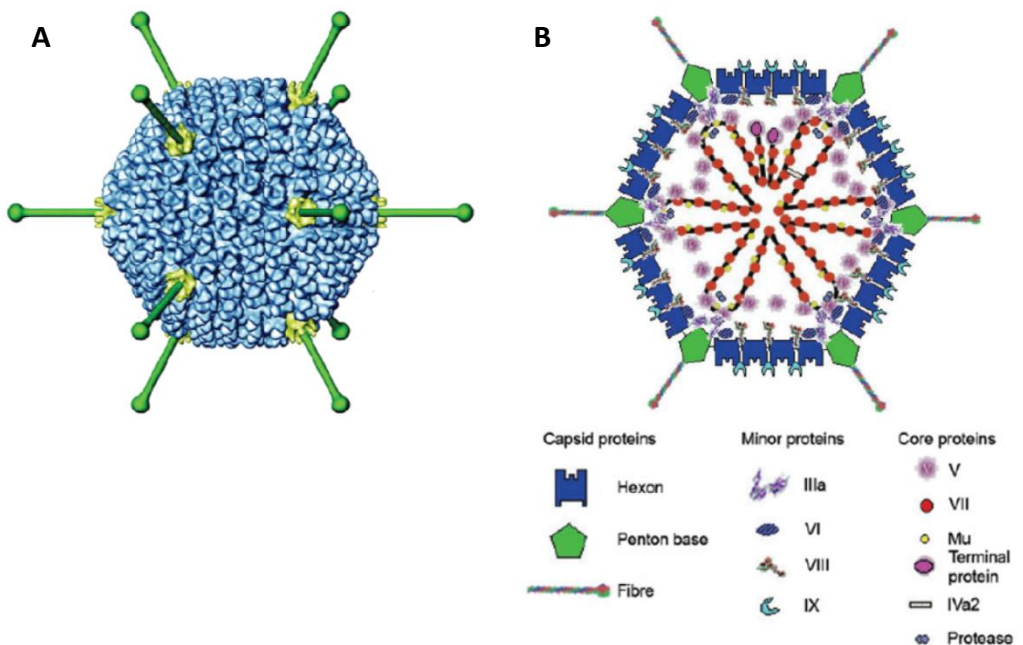 A
B
Capsid proteins
Hexon
Penton base
Fibre
Minor proteins
IIIa
VI
VIII
IX
Core proteins
V
VII
Mu
Terminal
protein
IVa2
Protease